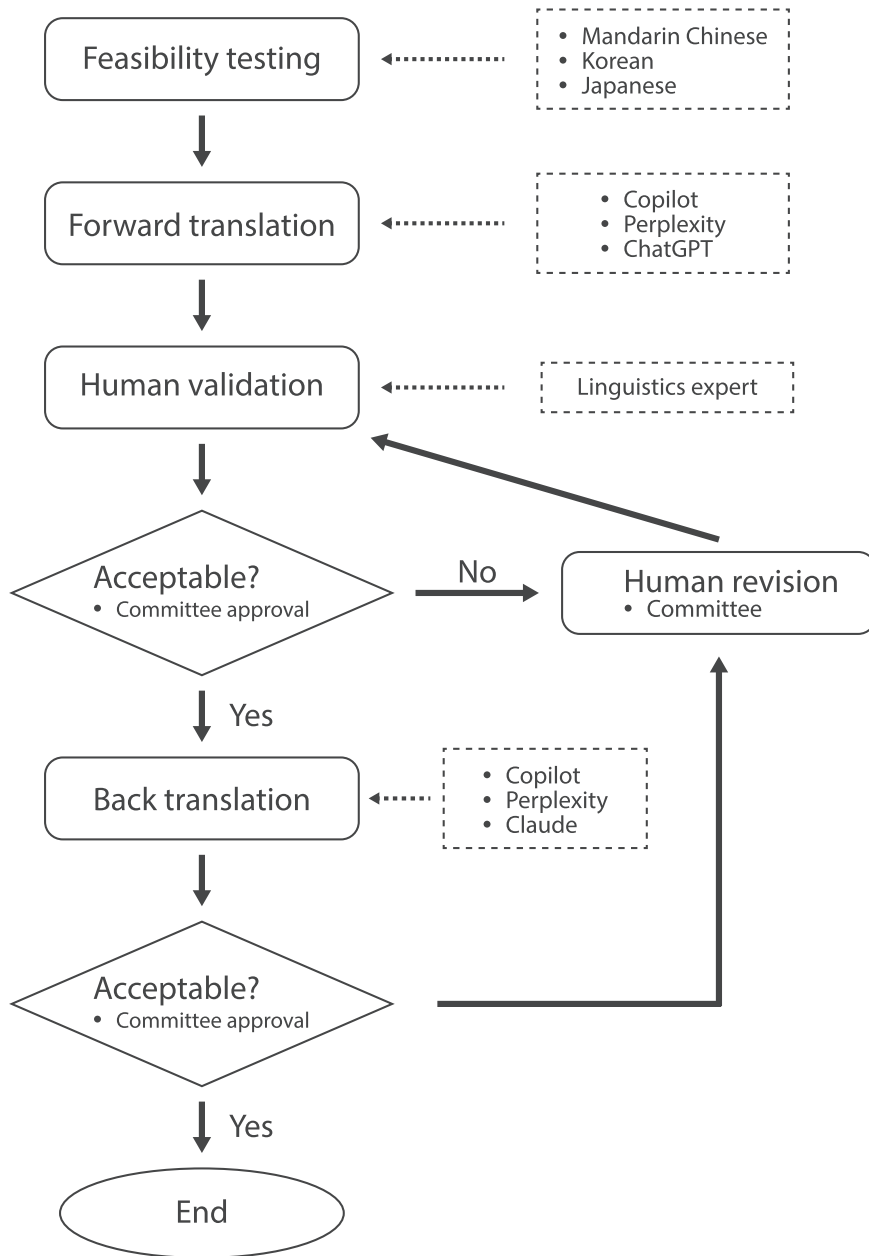 Feasibility testing
• Mandarin Chinese
• Korean
• Japanese
Forward translation
• Copilot
• Perplexity
• ChatGPT
Human validation
Linguistics expert
Acceptable?
• Committee approval
No
Human revision
• Committee
Yes
Back translation
• Copilot
• Perplexity
• Claude
Acceptable?
• Committee approval
Yes
End